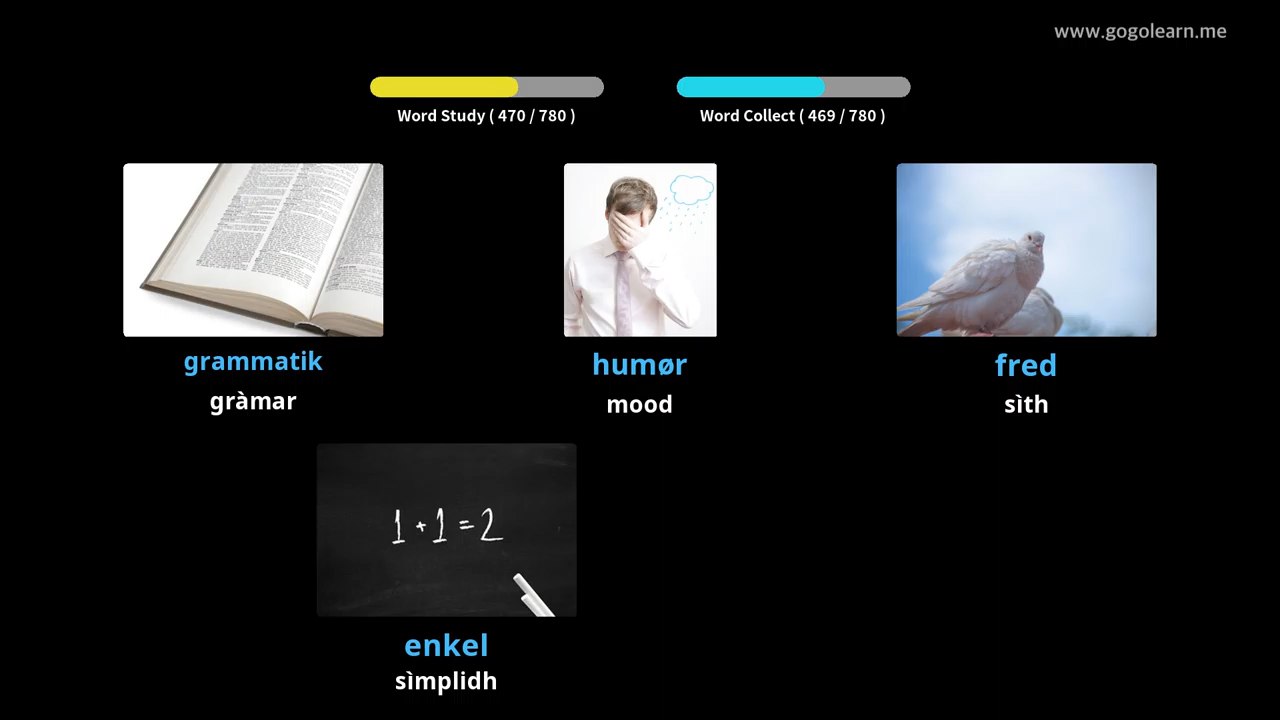 www.gogolearn.me
Word Study ( 470 / 780 )
Word Collect ( 469 / 780 )
grammatik
gràmar
humør
mood
fred
sìth
1 + 1 = 2
enkel
sìmplidh